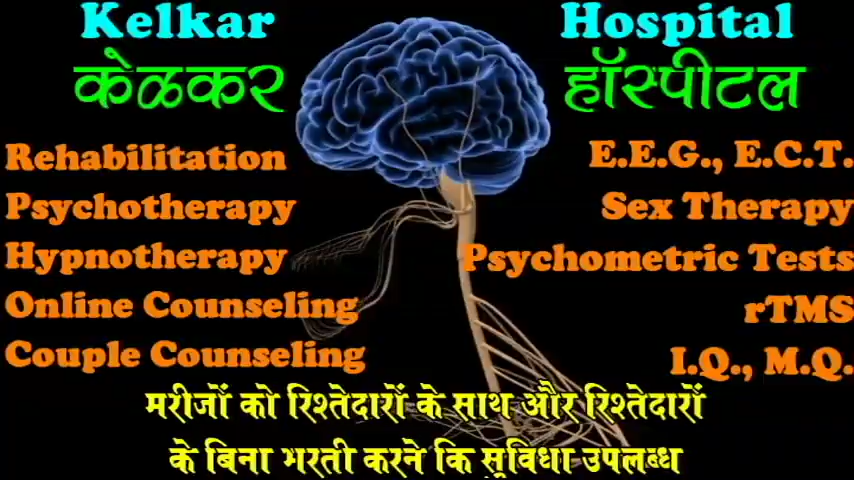 Kelkar Hospital
केळकर हॉस्पीटल
Rehabilitation
Psychotherapy
Hypnotherapy
Online Counseling
Couple Counseling
E.E.G., E.C.T.
Sex Therapy
Psychometric Tests
rTMS
I.Q., M.Q.
मरीजों को रिश्तेदारों के साथ और रिश्तेदारों
के बिना भरती करने कि सुविधा उपलब्ध